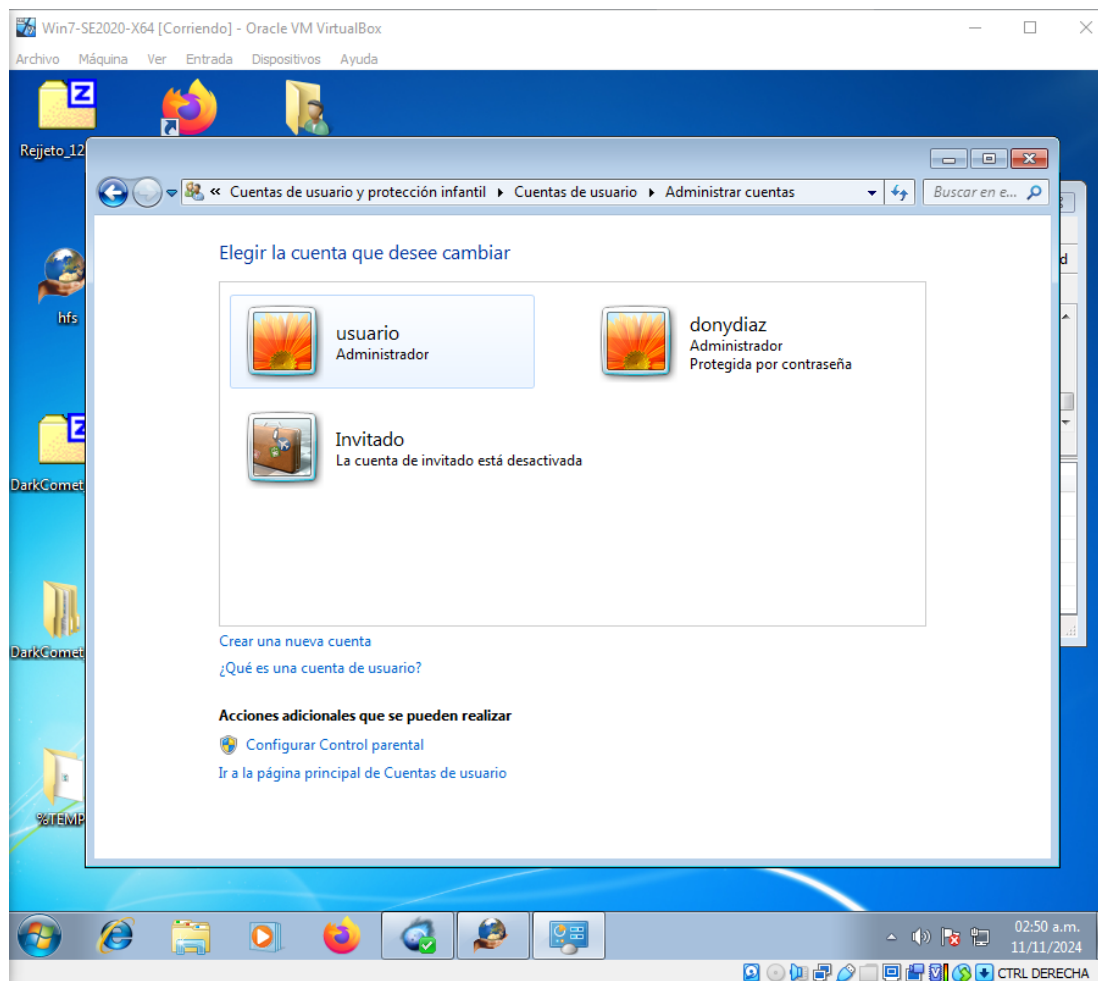 Win7-SE2020-X64 [Corriendo] - Oracle VM VirtualBox
Archivo Máquina Ver Entrada Dispositivos Ayuda
Rejjeto_12
« Cuentas de usuario y protección infantil Cuentas de usuario Administrar cuentas
Buscar en e...
Elegir la cuenta que desee cambiar
d
hfs
usuario
Administrador
donydiaz
Administrador
Protegida por contraseña
Invitado
La cuenta de invitado está desactivada
DarkComet
DarkComet
Crear una nueva cuenta
¿Qué es una cuenta de usuario?
Acciones adicionales que se pueden realizar
Configurar Control parental
Ir a la página principal de Cuentas de usuario
%TEMP
02:50 a.m.
11/11/2024
CTRL DERECHA